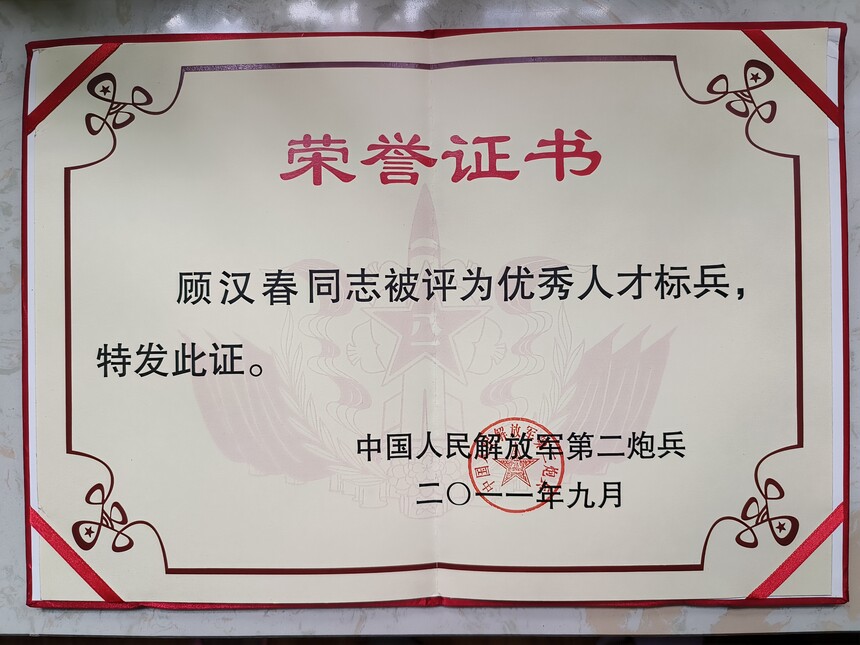 荣誉证书
顾汉春同志被评为优秀人才标兵，
特发此证。
中国人民解放军第二炮兵
二〇一一年九月